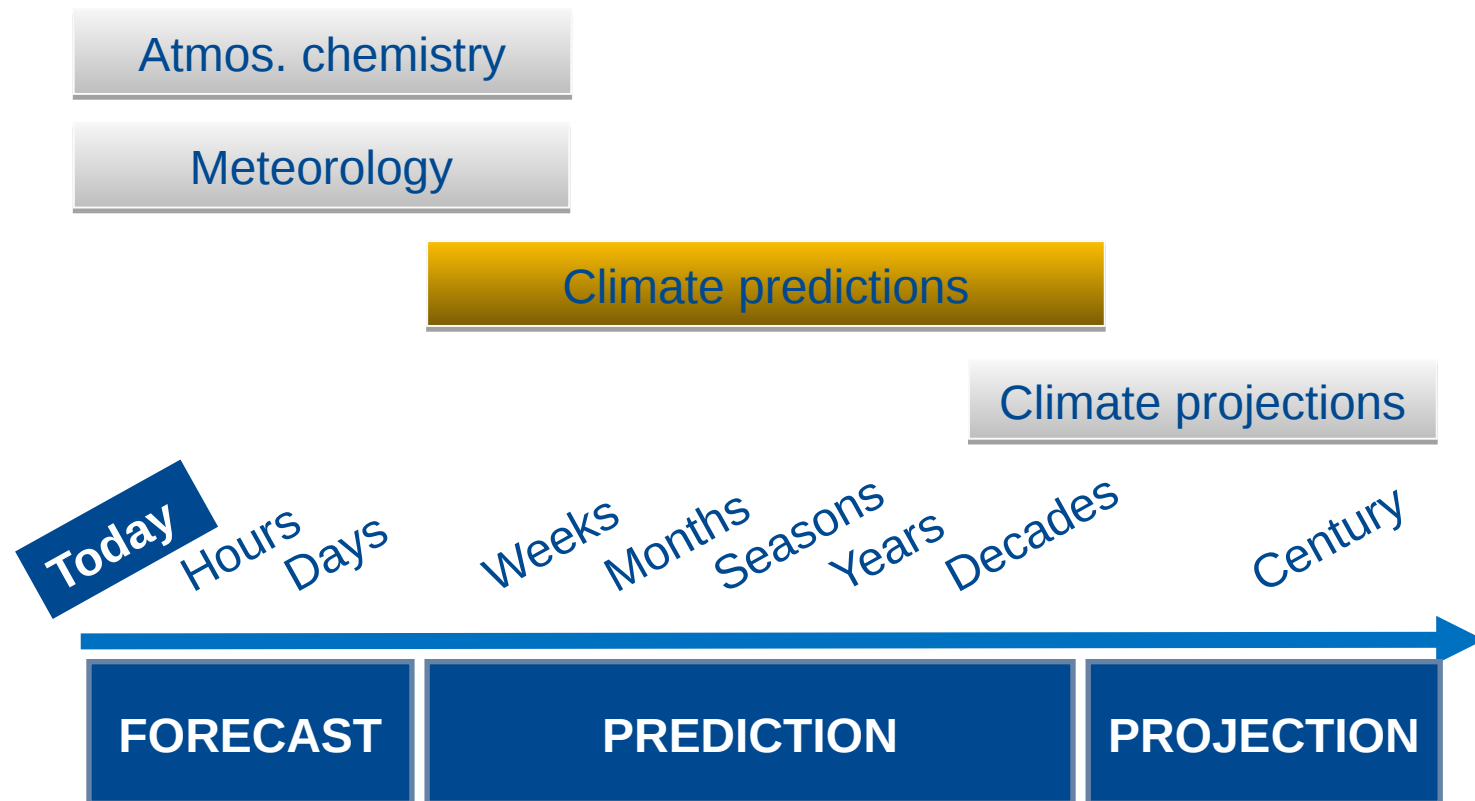 Atmos. chemistry
Meteorology
Climate predictions
Climate projections
Today
Hours
Days
Weeks
Months
Seasons
Years
Decades
Century
FORECAST
PREDICTION
PROJECTION